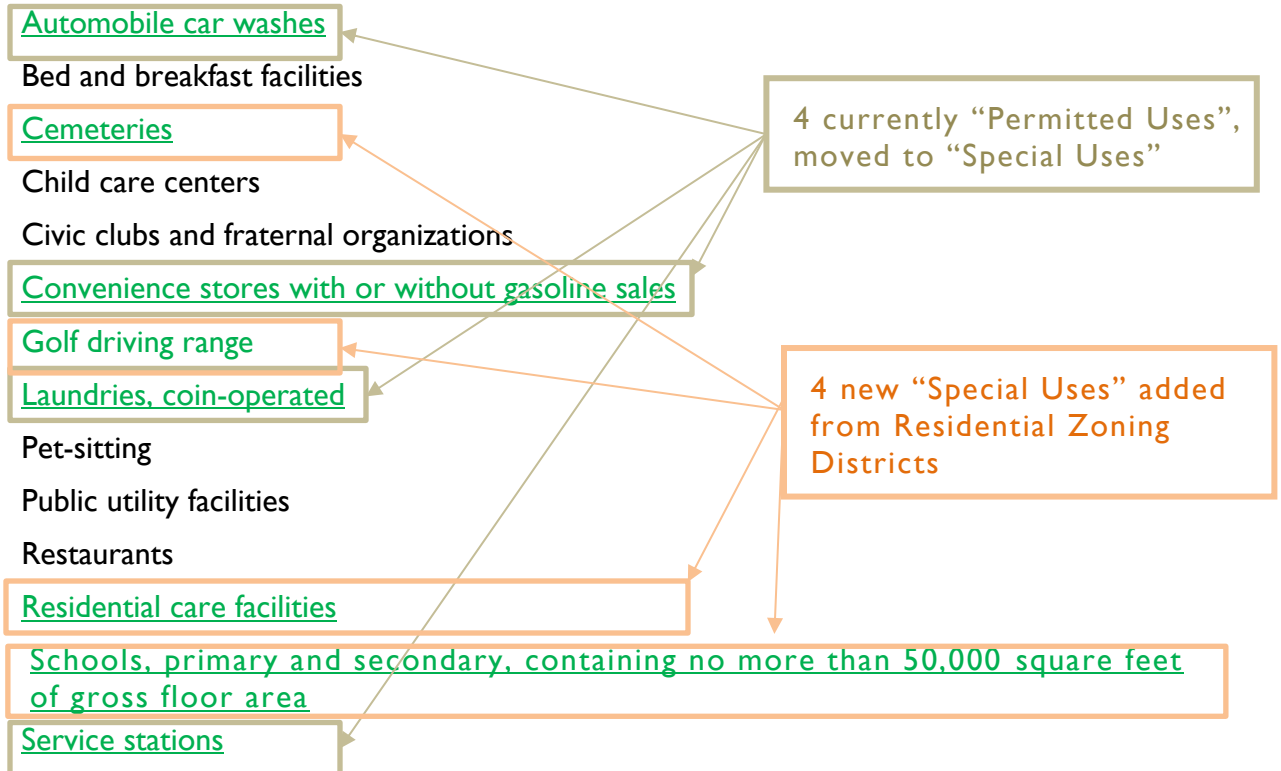 Automobile car washes
Bed and breakfast facilities
Cemeteries
Child care centers
Civic clubs and fraternal organizations
Convenience stores with or without gasoline sales
Golf driving range
Laundries, coin-operated
Pet-sitting
Public utility facilities
Restaurants
Residential care facilities
Schools, primary and secondary, containing no more than 50,000 square feet
of gross floor area
Service stations
4 currently “Permitted Uses”,
moved to “Special Uses”
4 new “Special Uses” added
from Residential Zoning
Districts